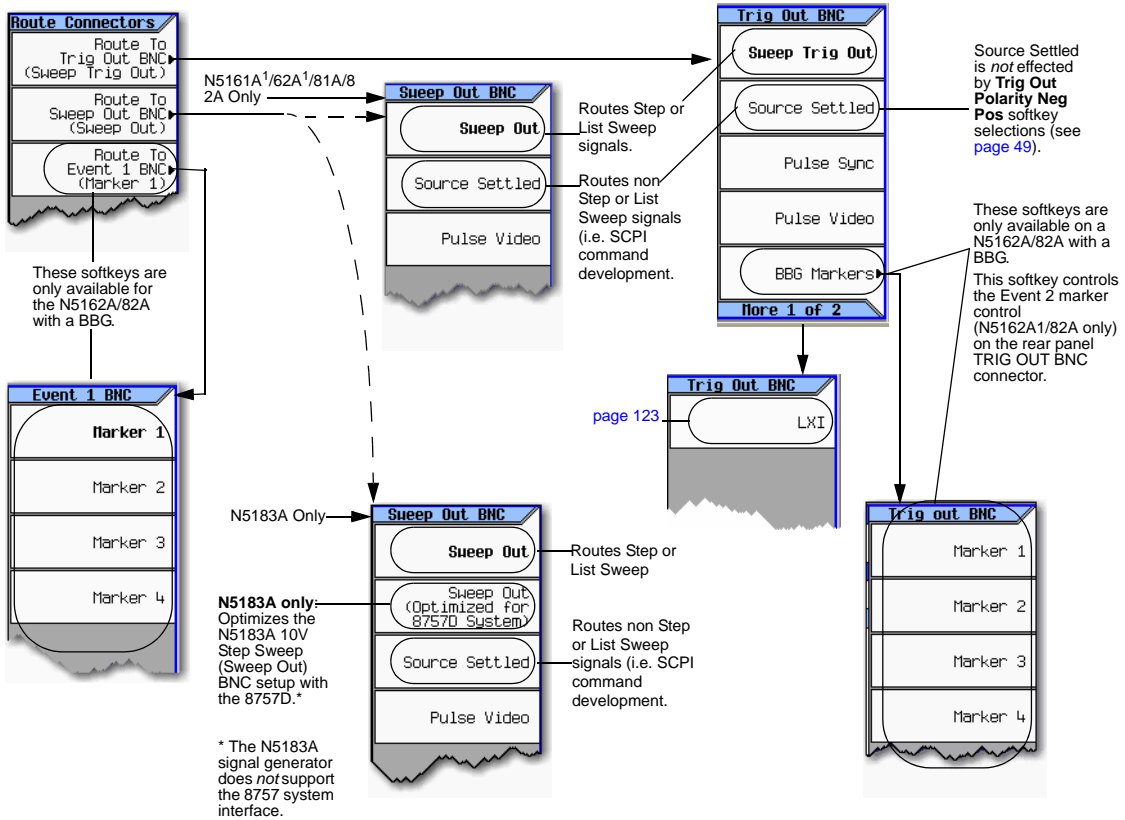 Route Connectors
Route To
Trig Out BNC
(Sweep Trig Out)
Route To
Sweep Out BNC
(Sweep Out)
Route To
Event 1 BNC
(Marker 1)
These softkeys are
only available for
the N5162A/82A
with a BBG.
Event 1 BNC
Marker 1
Marker 2
Marker 3
Marker 4
N5161A1/62A1/81A/8
2A Only
Sweep Out BNC
Sweep Out
Source Settled
Pulse Video
Routes Step or
List Sweep
signals.
Routes non
Step or List
Sweep signals
(i.e. SCPI
command
development.
Trig Out BNC
Sweep Trig Out
Source Settled
Pulse Sync
Pulse Video
BBG Markers
More 1 of 2
Source Settled
is not effected
by Trig Out
Polarity Neg
Pos softkey
selections (see
page 49).
These softkeys are
only available on a
N5162A/82A with a
BBG.
This softkey controls
the Event 2 marker
control
(N5162A1/82A only)
on the rear panel
TRIG OUT BNC
connector.
Trig Out BNC
page 123
LXI
N5183A Only
Sweep Out BNC
Sweep Out
Sweep Out
(Optimized for
8757D System)
Source Settled
Pulse Video
Routes Step or
List Sweep
N5183A only:
Optimizes the
N5183A 10V
Step Sweep
(Sweep Out)
BNC setup with
the 8757D.*
* The N5183A
signal generator
does not support
the 8757 system
interface.
Routes non Step
or List Sweep
signals (i.e. SCPI
command
development.
Trig out BNC
Marker 1
Marker 2
Marker 3
Marker 4